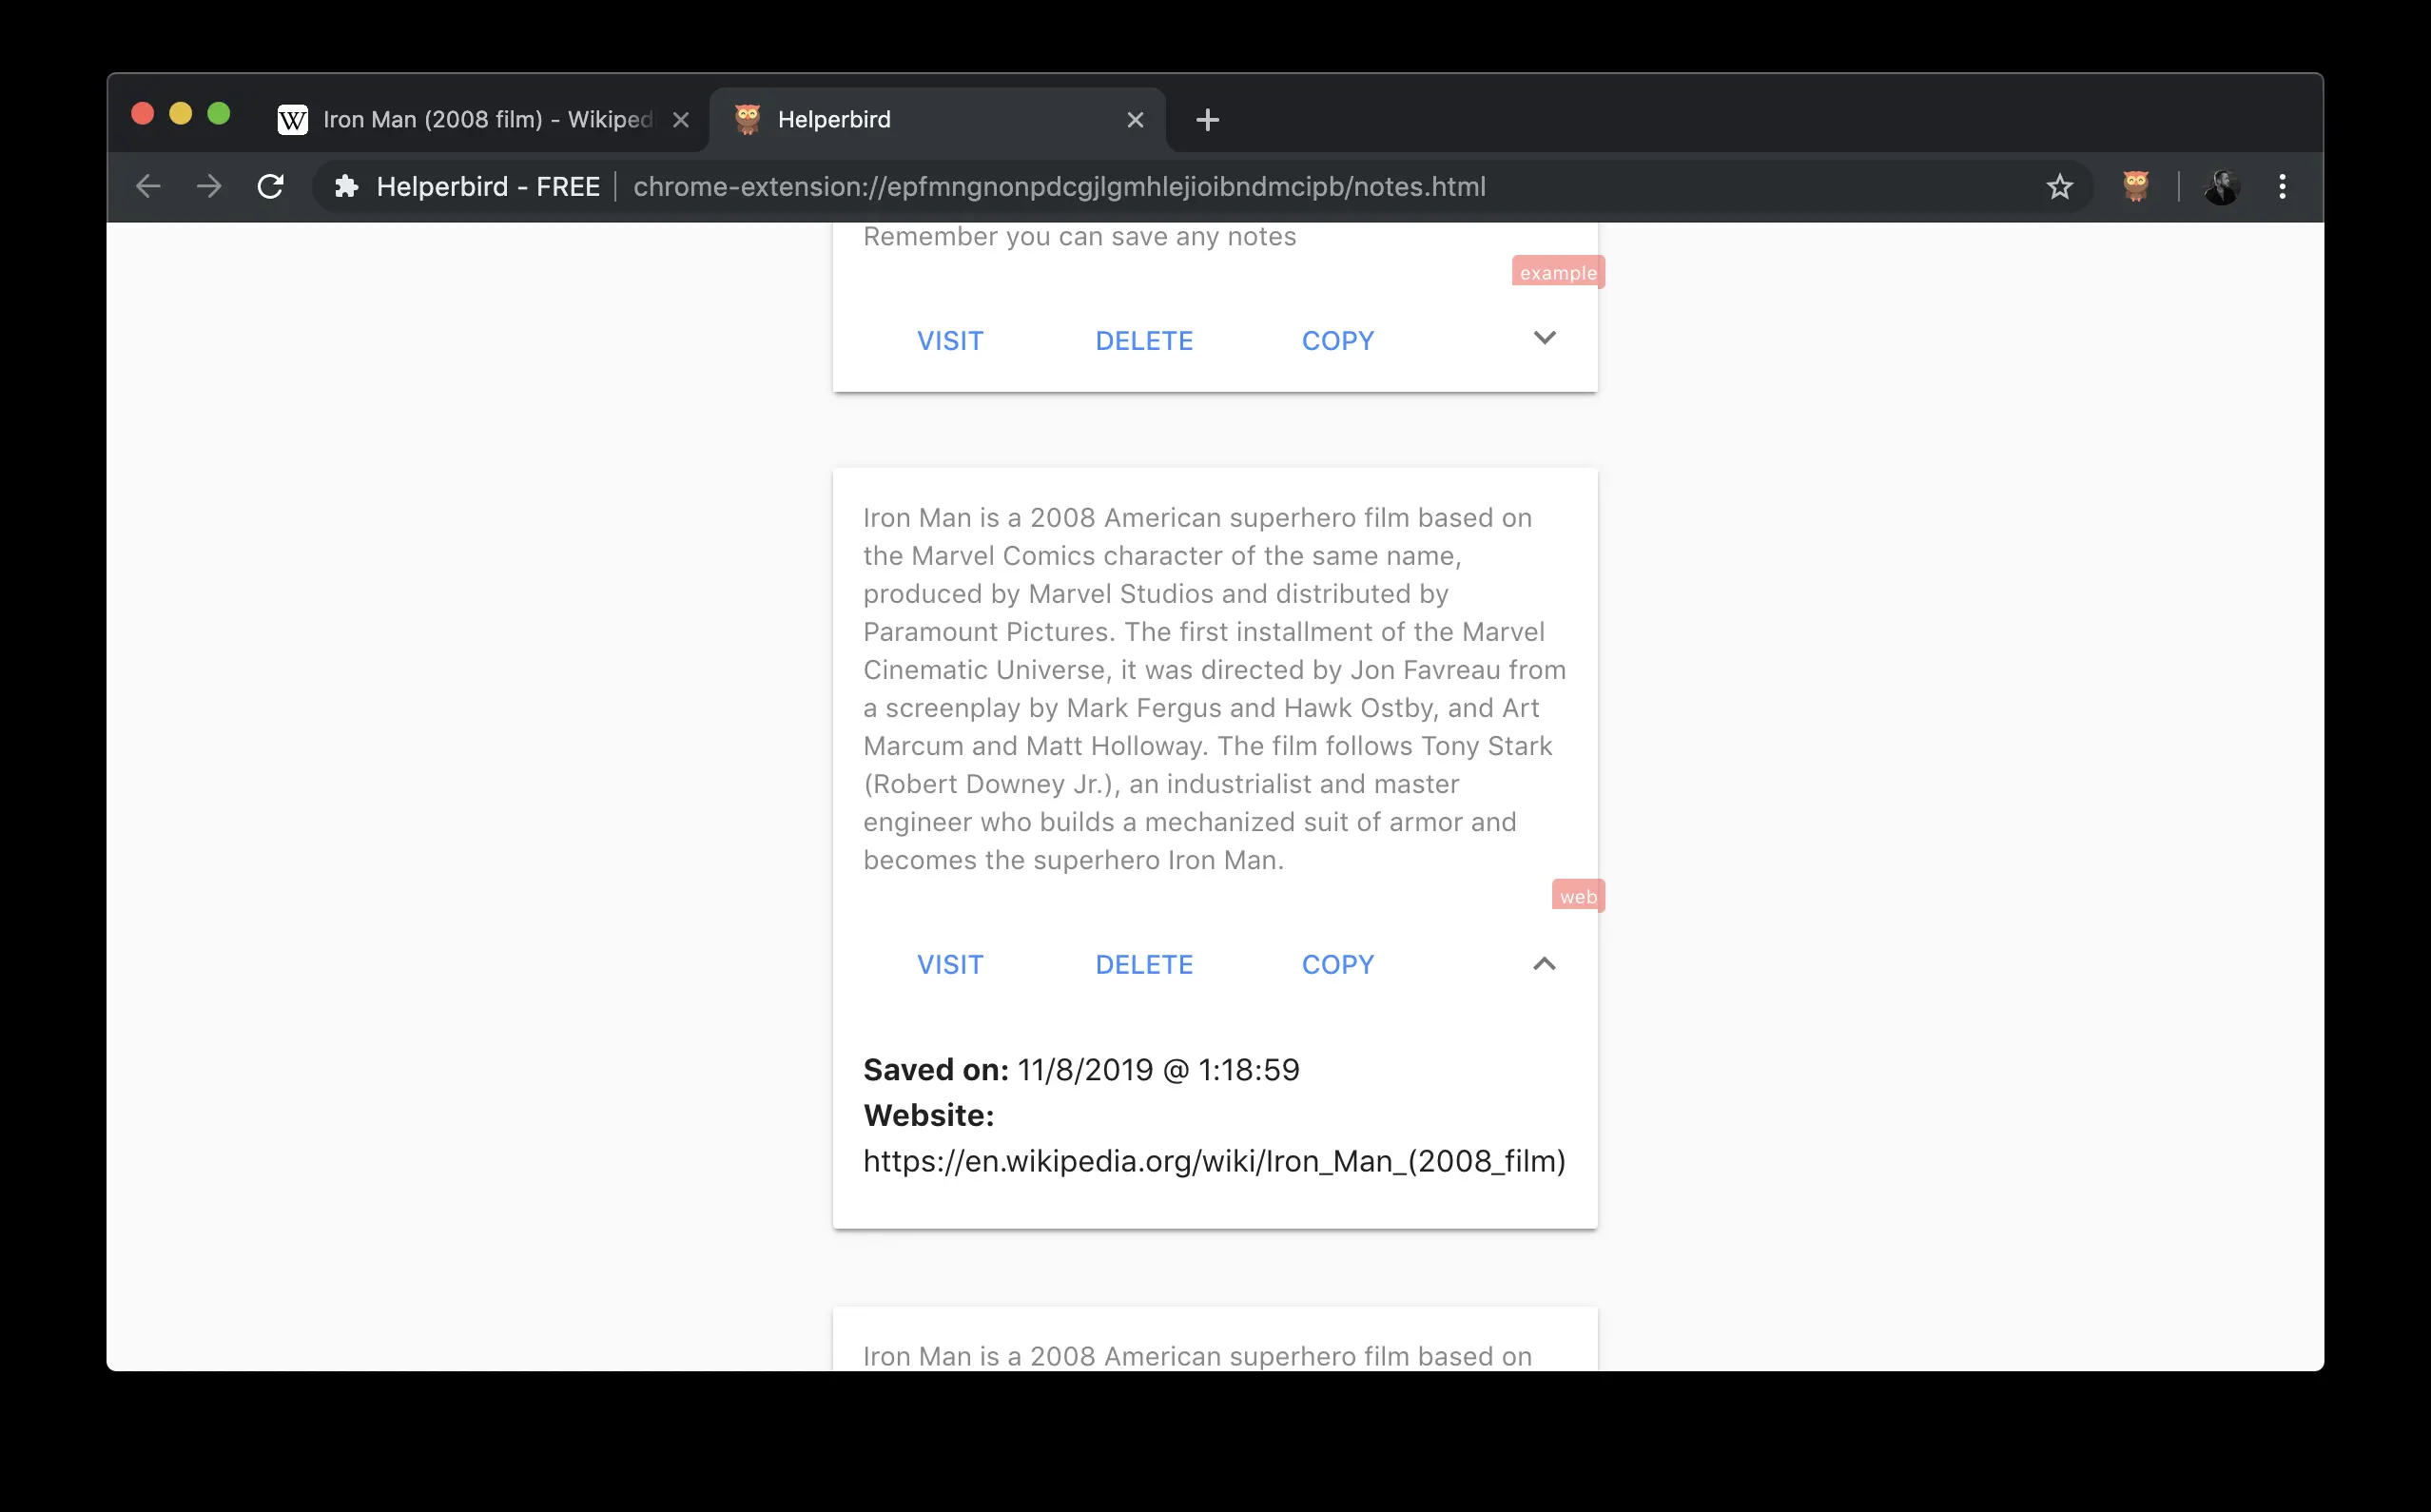 Iron Man (2008 film) - Wikiped
Helperbird
Helperbird - FREE
chrome-extension://epfmngnonpdcgjlgmhlejioibndmcipb/notes.html
Remember you can save any notes
example
VISIT DELETE COPY
Iron Man is a 2008 American superhero film based on
the Marvel Comics character of the same name,
produced by Marvel Studios and distributed by
Paramount Pictures. The first installment of the Marvel
Cinematic Universe, it was directed by Jon Favreau from
a screenplay by Mark Fergus and Hawk Ostby, and Art
Marcum and Matt Holloway. The film follows Tony Stark
(Robert Downey Jr.), an industrialist and master
engineer who builds a mechanized suit of armor and
becomes the superhero Iron Man.
web
VISIT DELETE COPY
Saved on: 11/8/2019 @ 1:18:59
Website:
https://en.wikipedia.org/wiki/Iron_Man_(2008_film)
Iron Man is a 2008 American superhero film based on